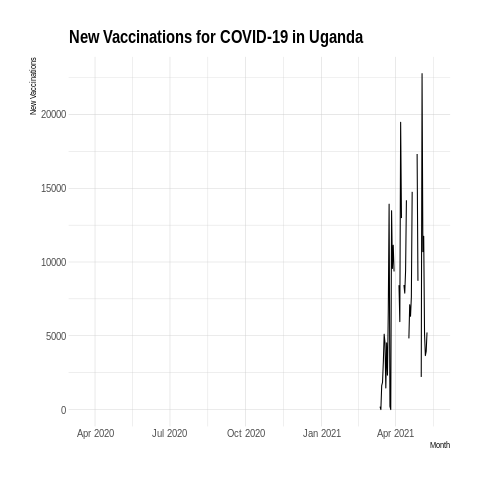 New Vaccinations for COVID-19 in Uganda
New Vaccinations
20000
15000
10000
5000
0
Apr 2020 Jul 2020 Oct 2020 Jan 2021 Apr 2021
Month